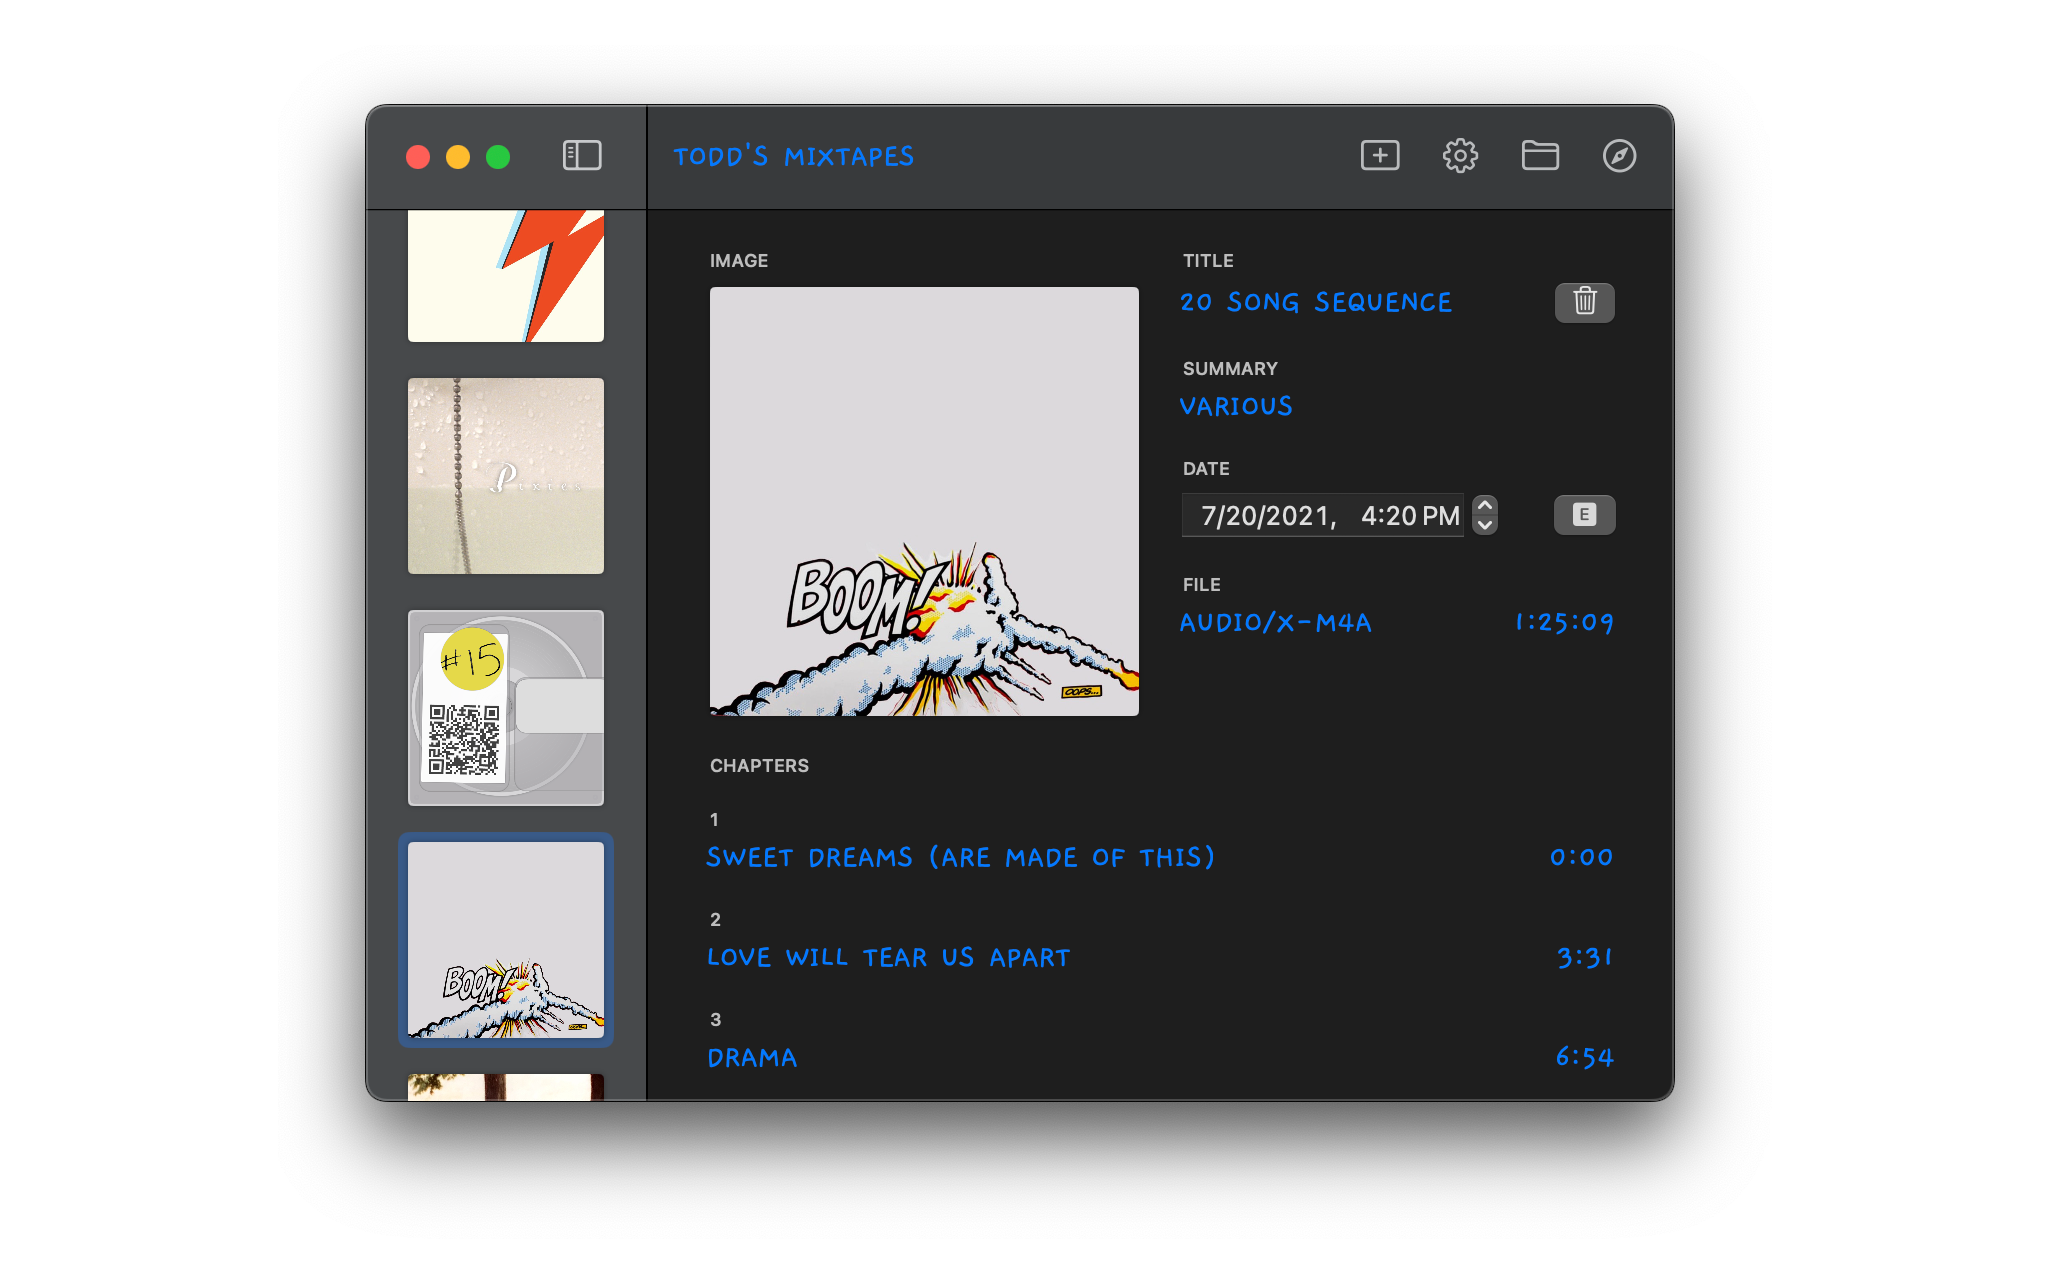 TODD'S MIXTAPES
Pixies
#15
BOOM!
OOPS...
IMAGE
BOOM!
OOPS...
TITLE
20 SONG SEQUENCE
SUMMARY
VARIOUS
DATE
7/20/2021, 4:20 PM
E
FILE
AUDIO/X-M4A 1:25:09
CHAPTERS
1
SWEET DREAMS (ARE MADE OF THIS) 0:00
2
LOVE WILL TEAR US APART 3:31
3
DRAMA 6:54